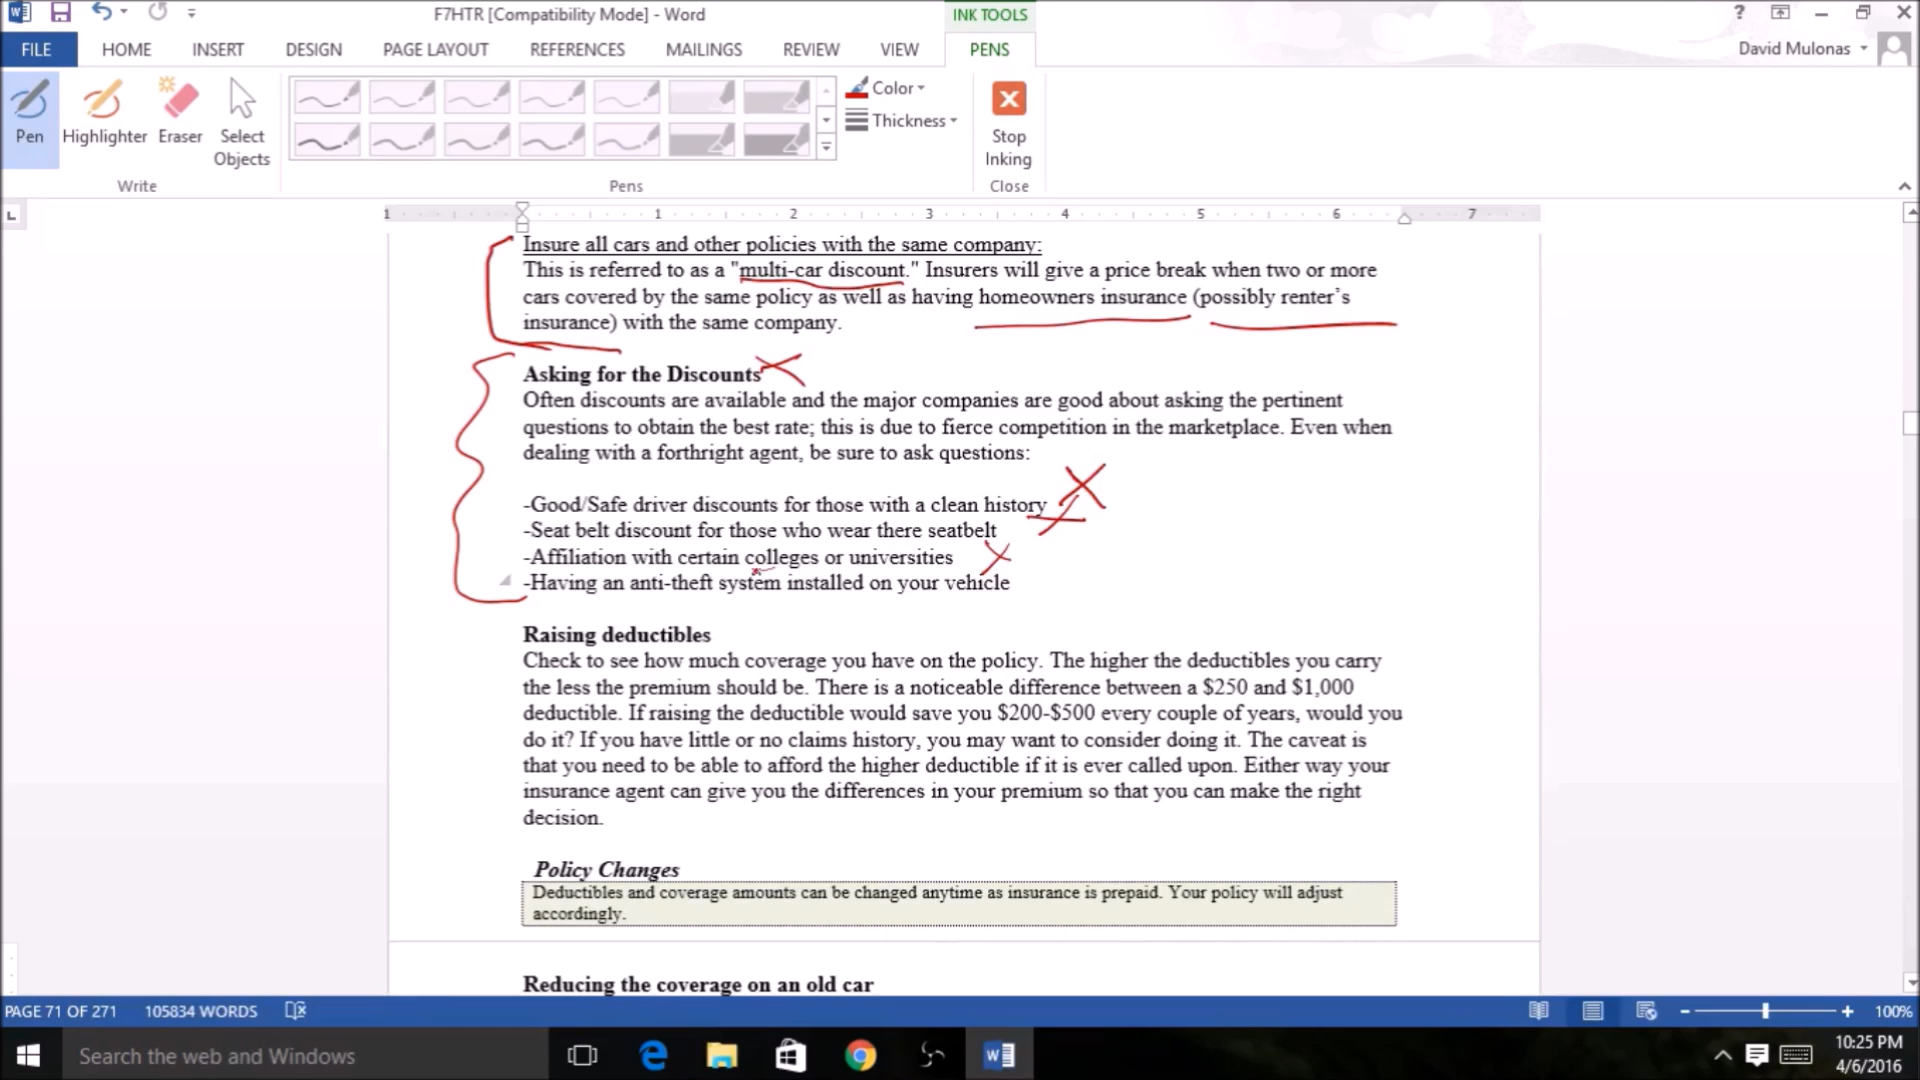 F7HTR [Compatibility Mode] - Word
INK TOOLS
?
FILE
HOME
INSERT
DESIGN
PAGE LAYOUT
REFERENCES
MAILINGS
REVIEW
VIEW
PENS
David Mulonas
Pen
Highlighter
Eraser
Select Objects
Color
Thickness
Stop Inking
Write
Pens
Close
1 1 2 3 4 5 6 7
Insure all cars and other policies with the same company:
This is referred to as a "multi-car discount." Insurers will give a price break when two or more
cars covered by the same policy as well as having homeowners insurance (possibly renter's
insurance) with the same company.
Asking for the Discounts
Often discounts are available and the major companies are good about asking the pertinent
questions to obtain the best rate; this is due to fierce competition in the marketplace. Even when
dealing with a forthright agent, be sure to ask questions:
-Good/Safe driver discounts for those with a clean history
-Seat belt discount for those who wear there seatbelt
-Affiliation with certain colleges or universities
-Having an anti-theft system installed on your vehicle
Raising deductibles
Check to see how much coverage you have on the policy. The higher the deductibles you carry
the less the premium should be. There is a noticeable difference between a $250 and $1,000
deductible. If raising the deductible would save you $200-$500 every couple of years, would you
do it? If you have little or no claims history, you may want to consider doing it. The caveat is
that you need to be able to afford the higher deductible if it is ever called upon. Either way your
insurance agent can give you the differences in your premium so that you can make the right
decision.
Policy Changes
Deductibles and coverage amounts can be changed anytime as insurance is prepaid. Your policy will adjust
accordingly.
Reducing the coverage on an old car
PAGE 71 OF 271
105834 WORDS
100%
Search the web and Windows
10:25 PM
4/6/2016